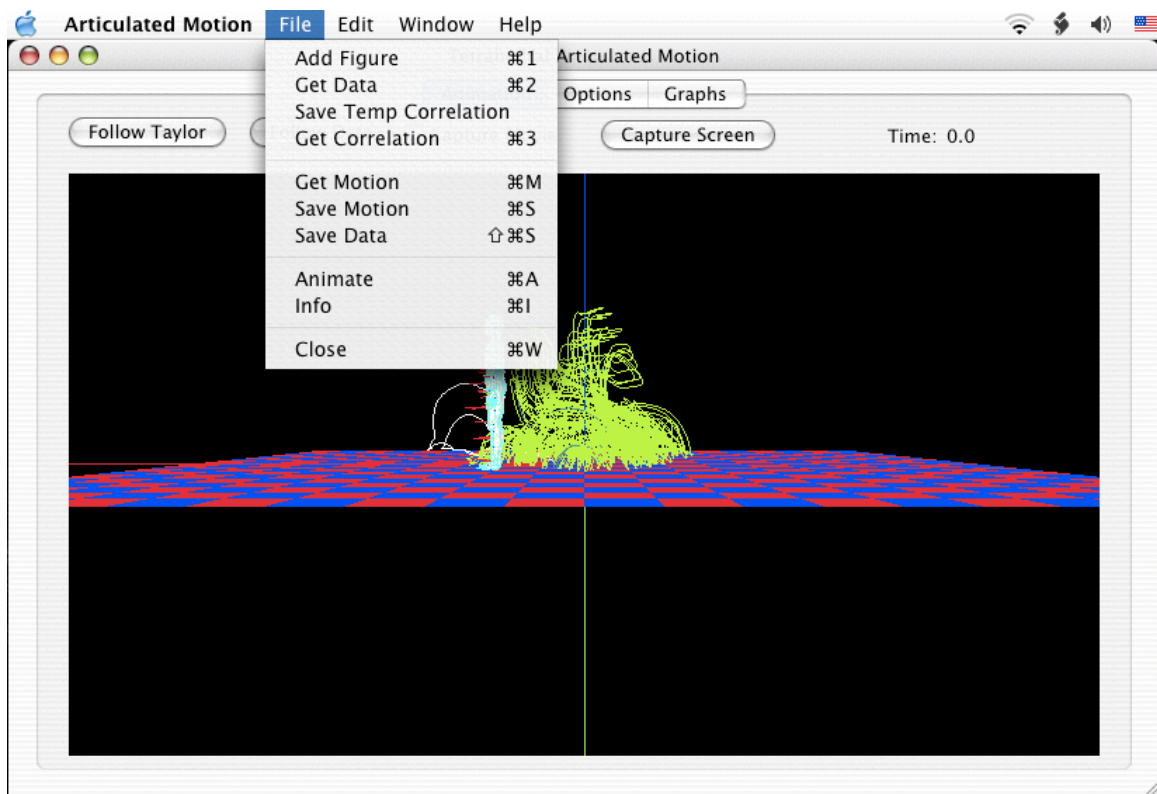 Articulated Motion File Edit Window Help
Articulated Motion
Options Graphs
Follow Taylor Capture Screen Time: 0.0
Add Figure ⌘1
Get Data ⌘2
Save Temp Correlation
Get Correlation ⌘3
Get Motion ⌘M
Save Motion ⌘S
Save Data ⇧⌘S
Animate ⌘A
Info ⌘I
Close ⌘W